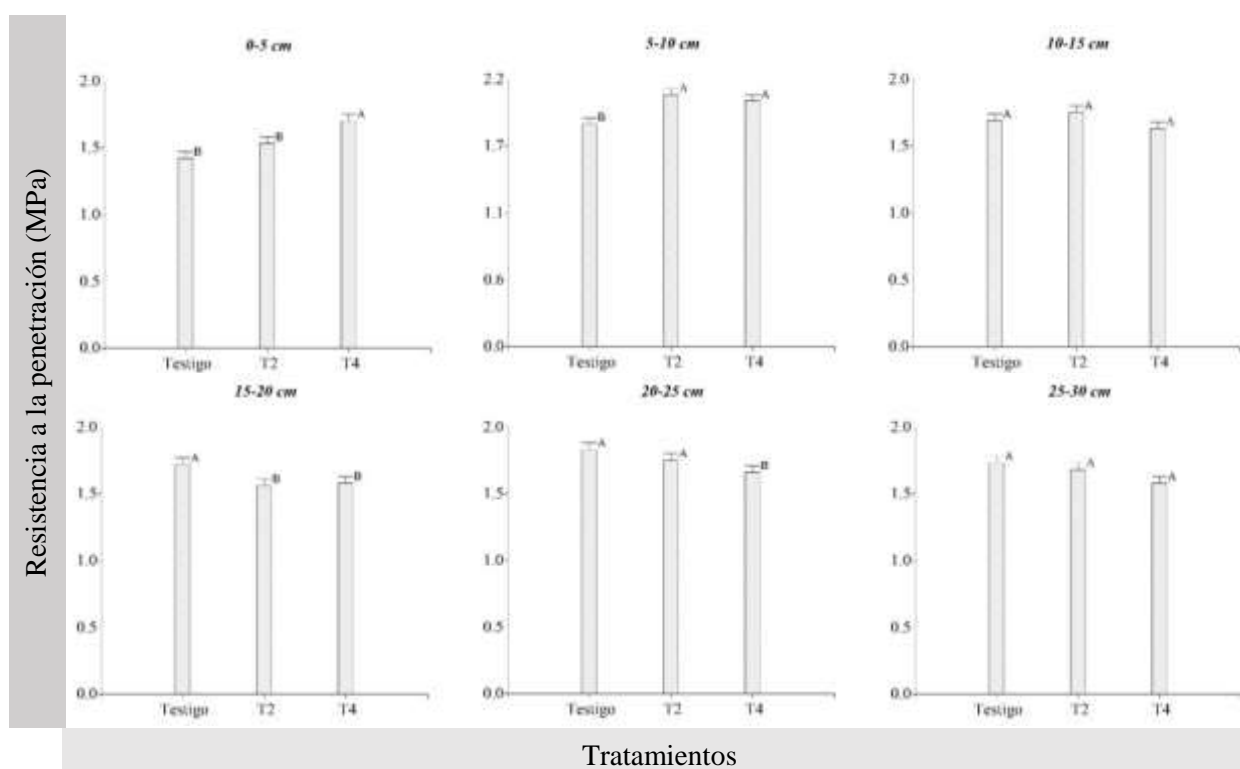 Resistencia a la penetración (MPa)
0-5 cm
2.0
1.5
1.0
0.5
0.0
B
B
A
Testigo T2 T4
5-10 cm
2.2
1.7
1.1
0.6
0.0
B
A
A
Testigo T2 T4
10-15 cm
2.0
1.5
1.0
0.5
0.0
A
A
A
Testigo T2 T4
15-20 cm
2.0
1.5
1.0
0.5
0.0
A
B
B
Testigo T2 T4
20-25 cm
2.0
1.5
1.0
0.5
0.0
A
A
B
Testigo T2 T4
25-30 cm
2.0
1.5
1.0
0.5
0.0
A
A
A
Testigo T2 T4
Tratamientos